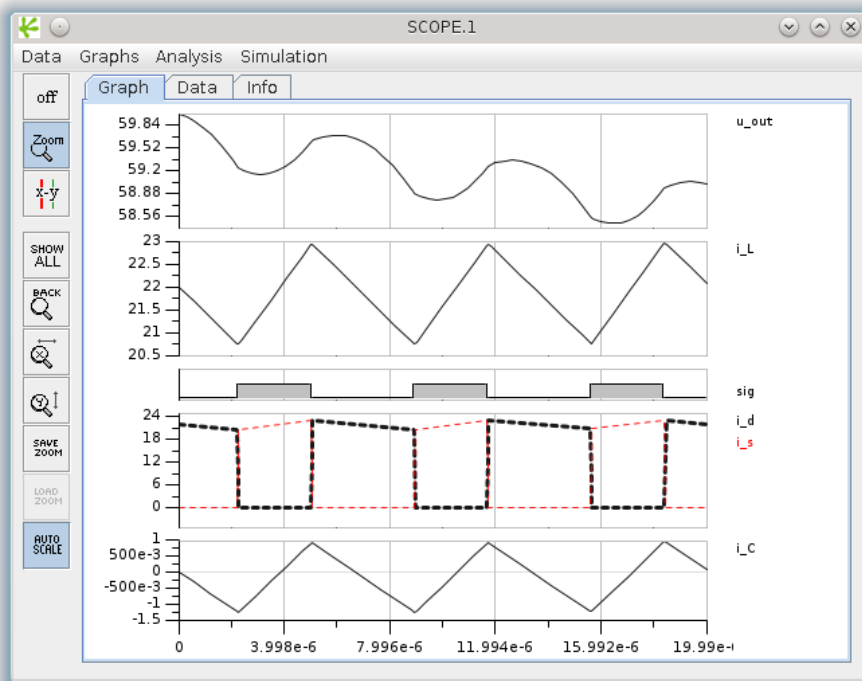 SCOPE.1
Data Graphs Analysis Simulation
off
Zoom
x-y
SHOW ALL
BACK
X
Y
SAVE ZOOM
LOAD ZOOM
AUTO SCALE
Graph Data Info
59.84
59.52
59.2
58.88
58.56
u_out
23
22.5
22
21.5
21
20.5
i_L
sig
24
18
12
6
0
i_d
i_s
1
500e-3
0
-500e-3
-1
-1.5
i_C
0 3.998e-6 7.996e-6 11.994e-6 15.992e-6 19.99e-